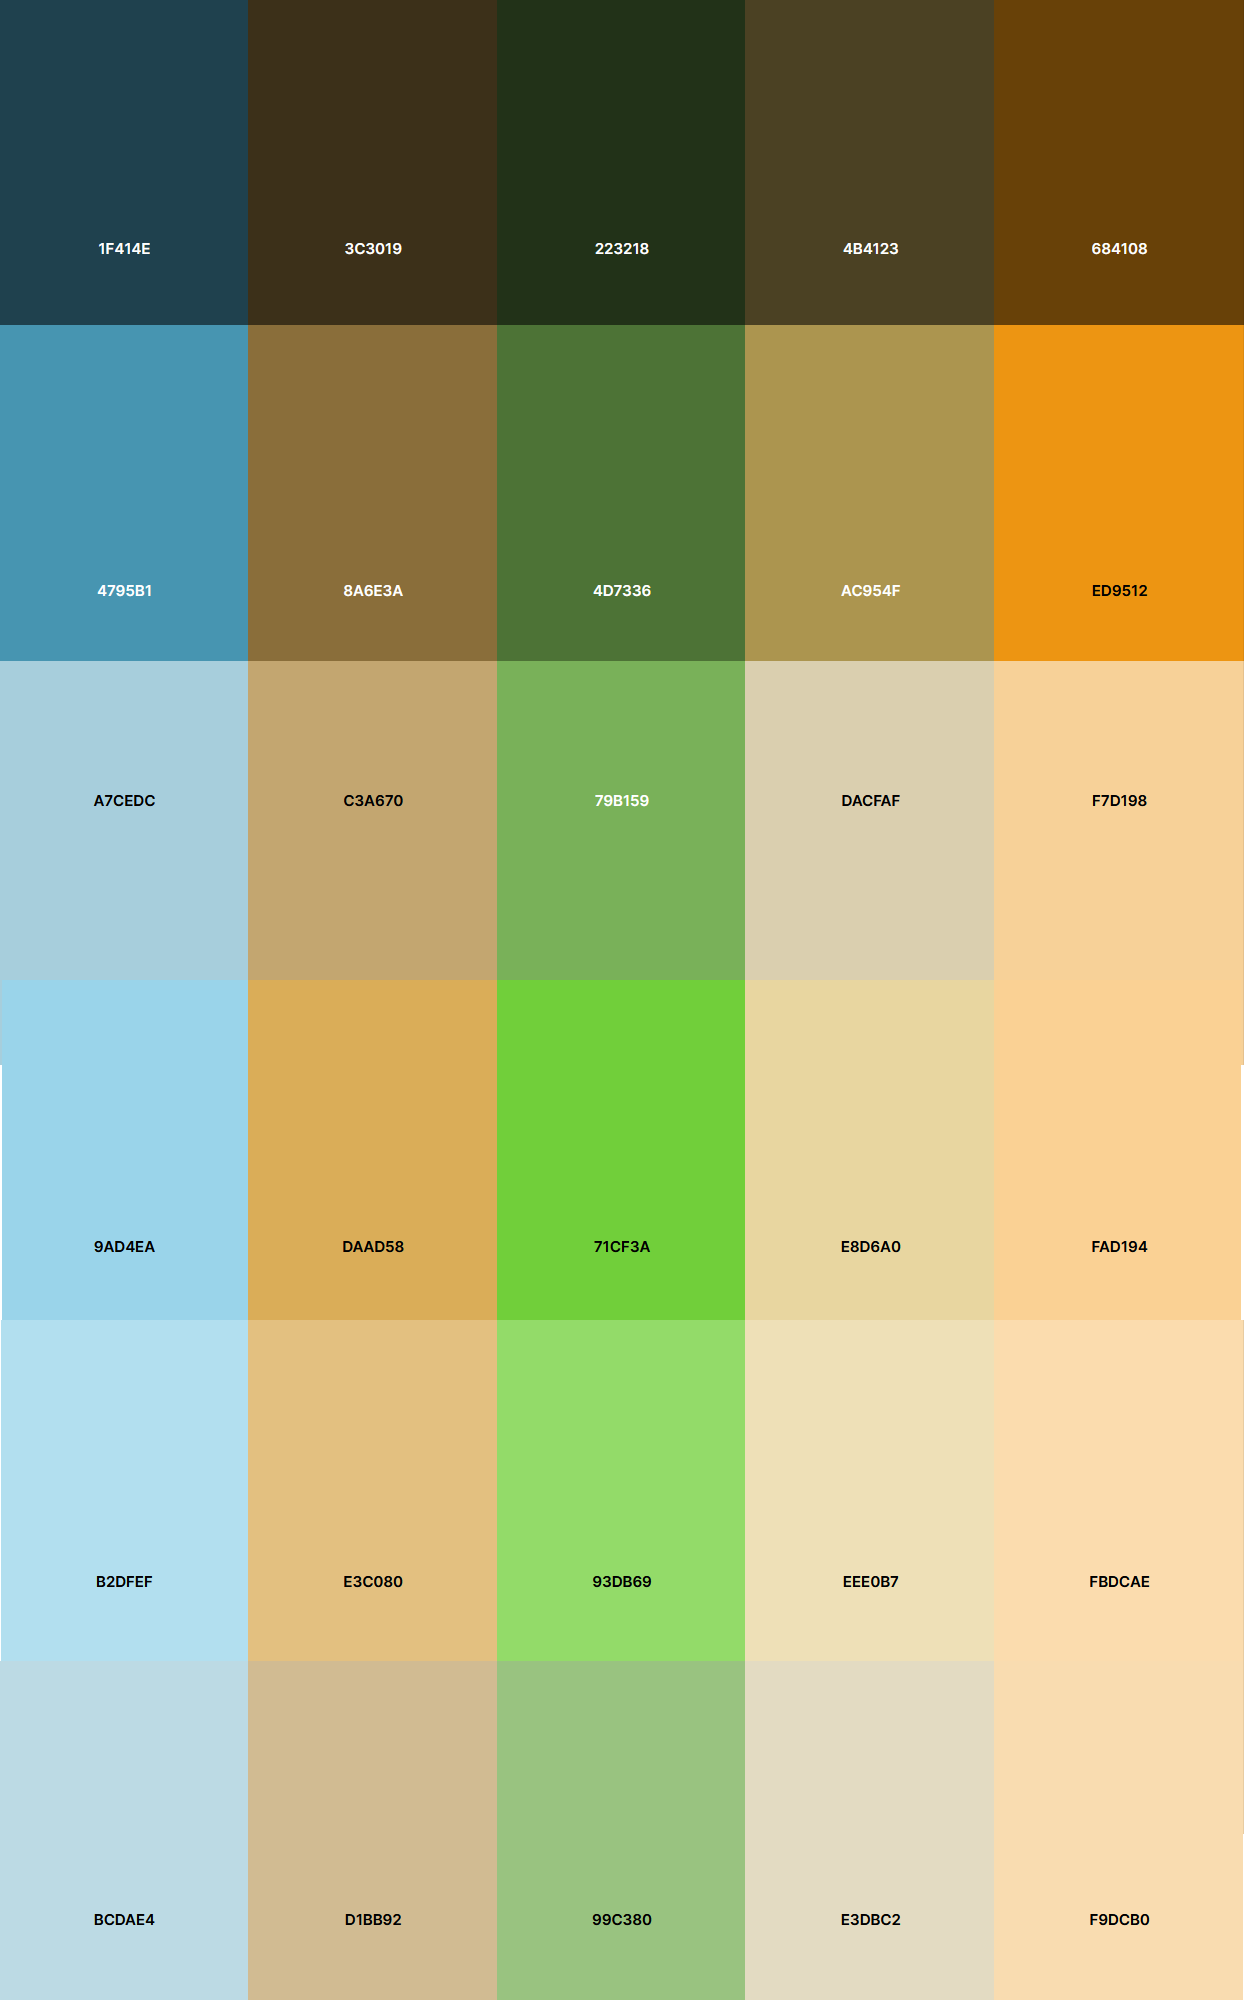 1F414E 3C3019 223218 4B4123 684108
4795B1 8A6E3A 4D7336 AC954F ED9512
A7CEDC C3A670 79B159 DACFAF F7D198
9AD4EA DAAD58 71CF3A E8D6A0 FAD194
B2DFEF E3C080 93DB69 EEE0B7 FBDCAE
BCDAE4 D1BB92 99C380 E3DBC2 F9DCB0